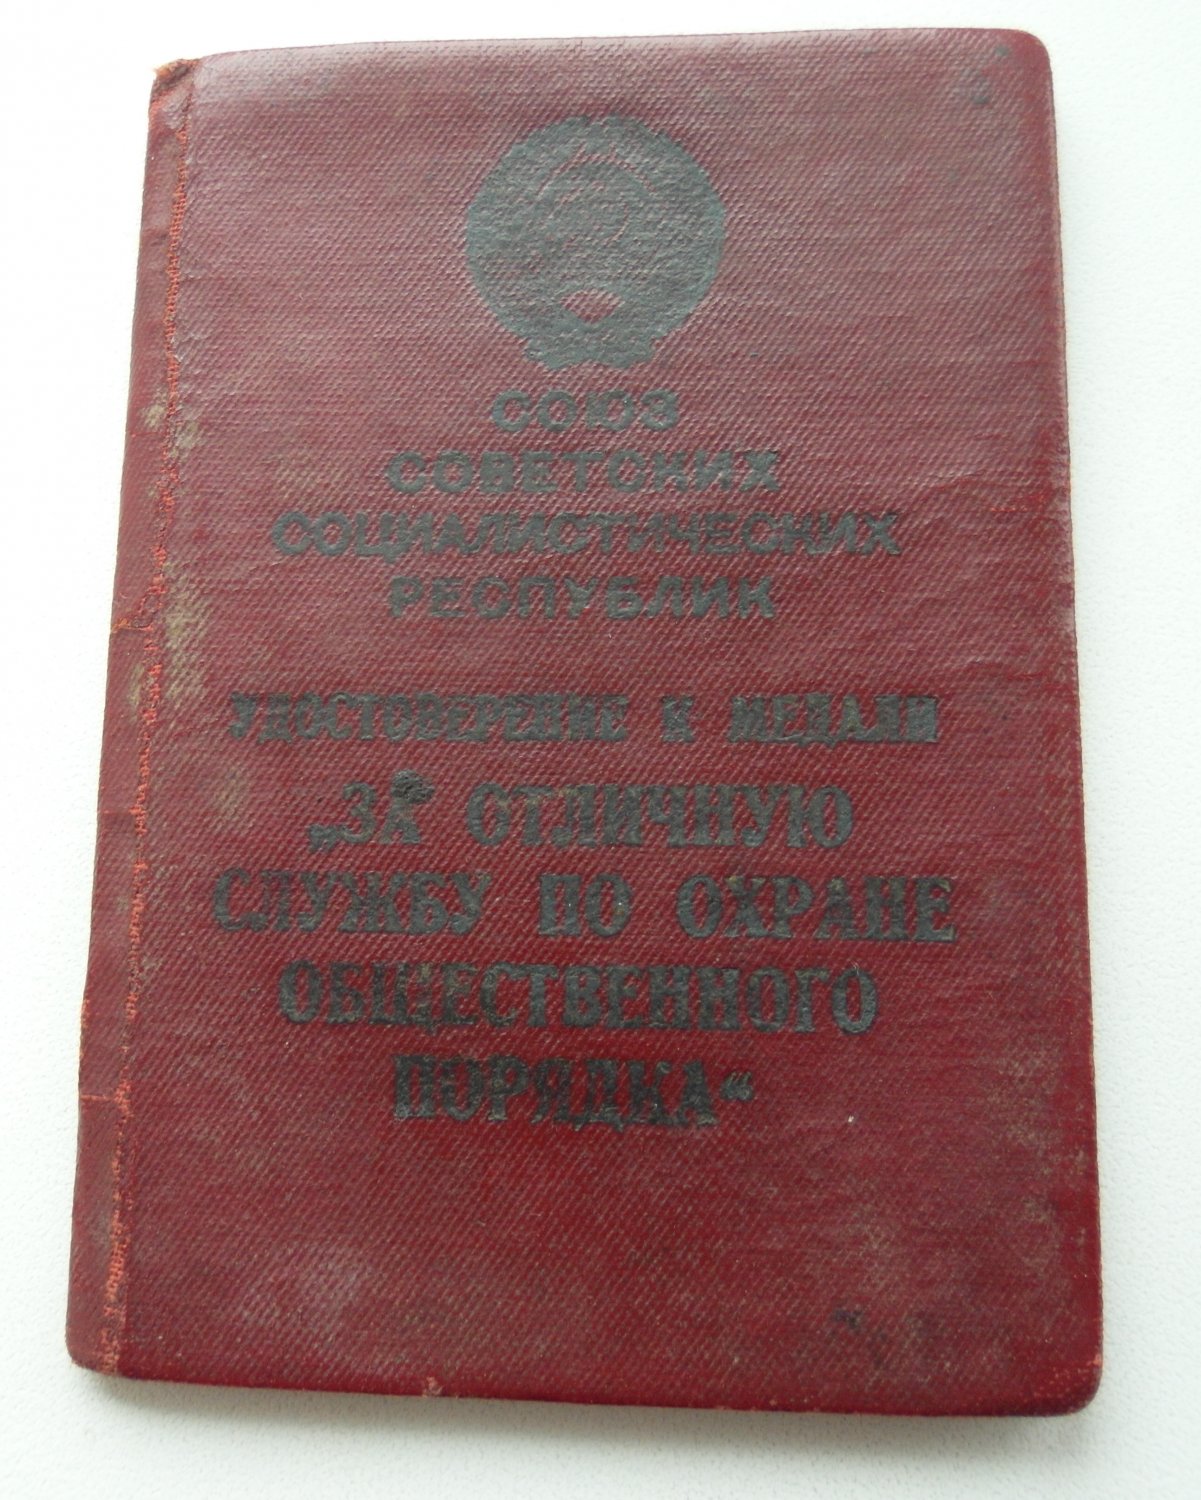 СОЮЗ
СОВЕТСКИХ
СОЦИАЛИСТИЧЕСКИХ
РЕСПУБЛИК
УДОСТОВЕРЕНИЕ К МЕДАЛИ
„ЗА ОТЛИЧНУЮ
СЛУЖБУ ПО ОХРАНЕ
ОБЩЕСТВЕННОГО
ПОРЯДКА“